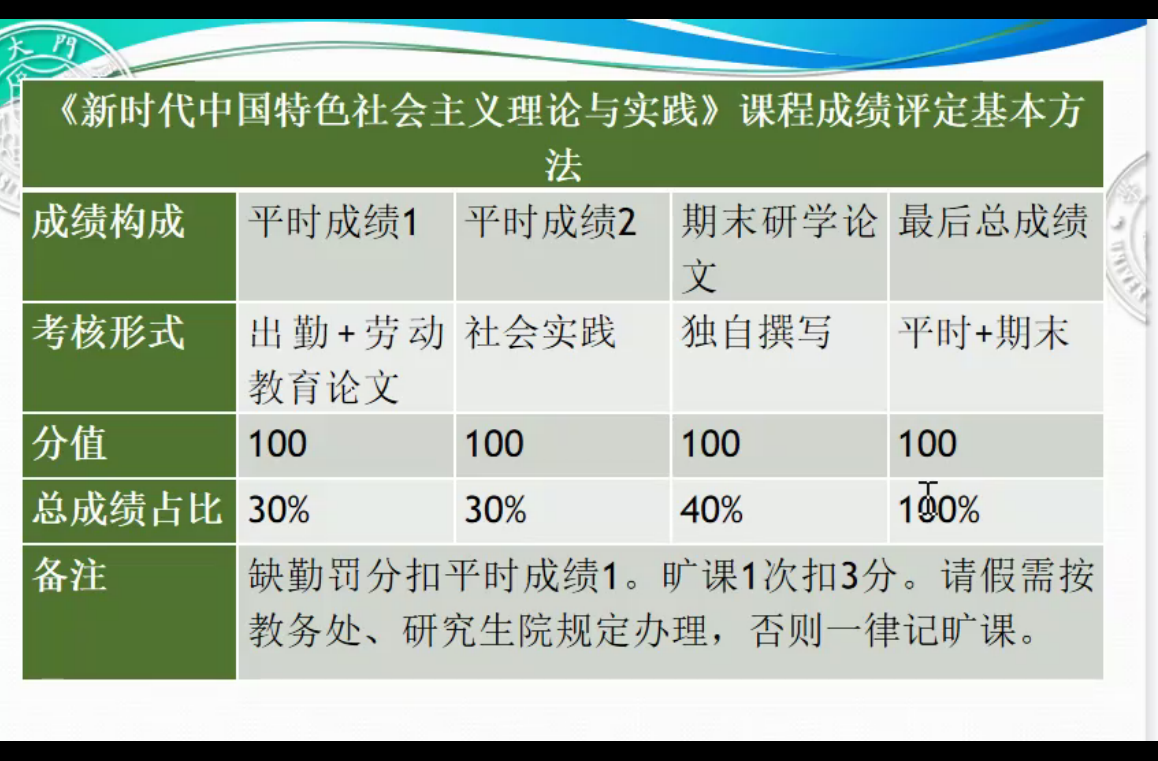 大 門
《新时代中国特色社会主义理论与实践》课程成绩评定基本方
法
成绩构成 平时成绩1 平时成绩2 期末研学论 最后总成绩
文
考核形式 出勤+劳动 社会实践 独自撰写 平时+期末
教育论文
分值 100 100 100 100
总成绩占比 30% 30% 40% 100%
备注 缺勤罚分扣平时成绩1。旷课1次扣3分。请假需按
教务处、研究生院规定办理，否则一律记旷课。
UNIVER